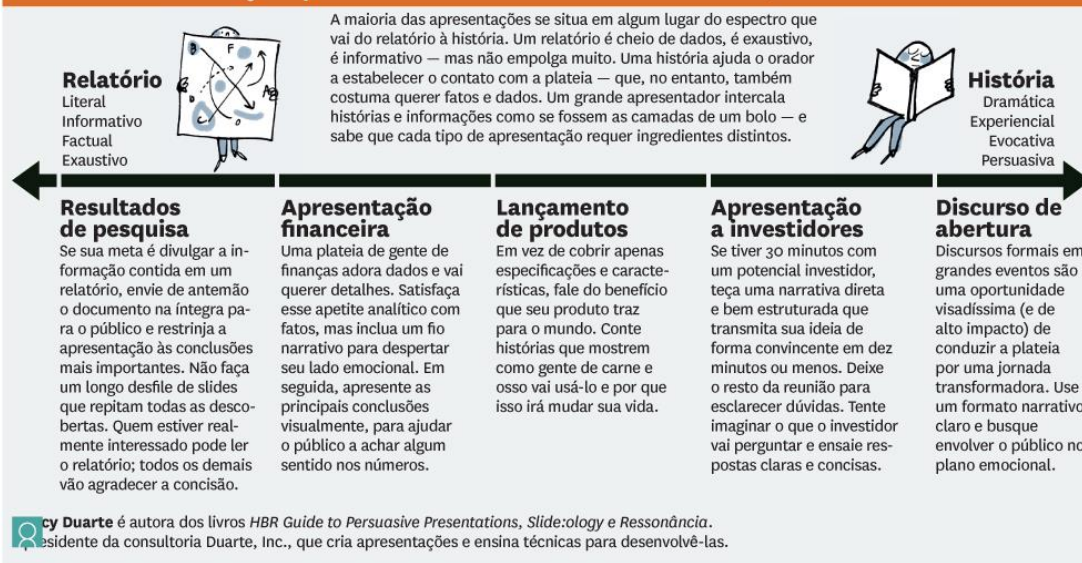 A maioria das apresentações se situa em algum lugar do espectro que
vai do relatório à história. Um relatório é cheio de dados, é exaustivo,
é informativo — mas não empolga muito. Uma história ajuda o orador
a estabelecer o contato com a plateia — que, no entanto, também
costuma querer fatos e dados. Um grande apresentador intercala
histórias e informações como se fossem as camadas de um bolo — e
sabe que cada tipo de apresentação requer ingredientes distintos.
Relatório
Literal
Informativo
Factual
Exaustivo
História
Dramática
Experiencial
Evocativa
Persuasiva
Resultados
de pesquisa
Se sua meta é divulgar a in-
formação contida em um
relatório, envie de antemão
o documento na íntegra pa-
ra o público e restrinja a
apresentação às conclusões
mais importantes. Não faça
um longo desfile de slides
que repitam todas as desco-
bertas. Quem estiver real-
mente interessado pode ler
o relatório; todos os demais
vão agradecer a concisão.
Apresentação
financeira
Uma plateia de gente de
finanças adora dados e vai
querer detalhes. Satisfaça
esse apetite analítico com
fatos, mas inclua um fio
narrativo para despertar
seu lado emocional. Em
seguida, apresente as
principais conclusões
visualmente, para ajudar
o público a achar algum
sentido nos números.
Lançamento
de produtos
Em vez de cobrir apenas
especificações e caracte-
rísticas, fale do benefício
que seu produto traz
para o mundo. Conte
histórias que mostrem
como gente de carne e
osso vai usá-lo e por que
isso irá mudar sua vida.
Apresentação
a investidores
Se tiver 30 minutos com
um potencial investidor,
teça uma narrativa direta
e bem estruturada que
transmita sua ideia de
forma convincente em dez
minutos ou menos. Deixe
o resto da reunião para
esclarecer dúvidas. Tente
imaginar o que o investidor
vai perguntar e ensaie res-
postas claras e concisas.
Discurso de
abertura
Discursos formais em
grandes eventos são
uma oportunidade
visadíssima (e de
alto impacto) de
conduzir a plateia
por uma jornada
transformadora. Use
um formato narrativo
claro e busque
envolver o público no
plano emocional.
cy Duarte é autora dos livros HBR Guide to Persuasive Presentations, Slide:ology e Ressonância.
esidente da consultoria Duarte, Inc., que cria apresentações e ensina técnicas para desenvolvê-las.